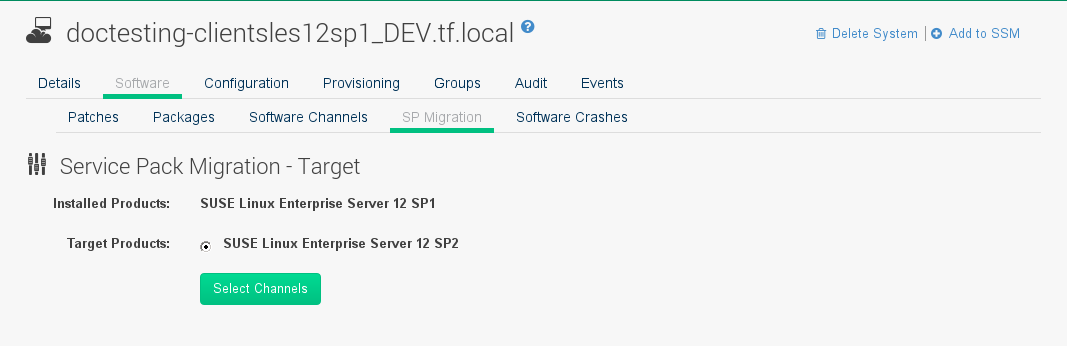 doctesting-clientsles12sp1_DEV.tf.local ?
Delete System | Add to SSM
Details Software Configuration Provisioning Groups Audit Events
Patches Packages Software Channels SP Migration Software Crashes
Service Pack Migration - Target
Installed Products: SUSE Linux Enterprise Server 12 SP1
Target Products: SUSE Linux Enterprise Server 12 SP2
Select Channels